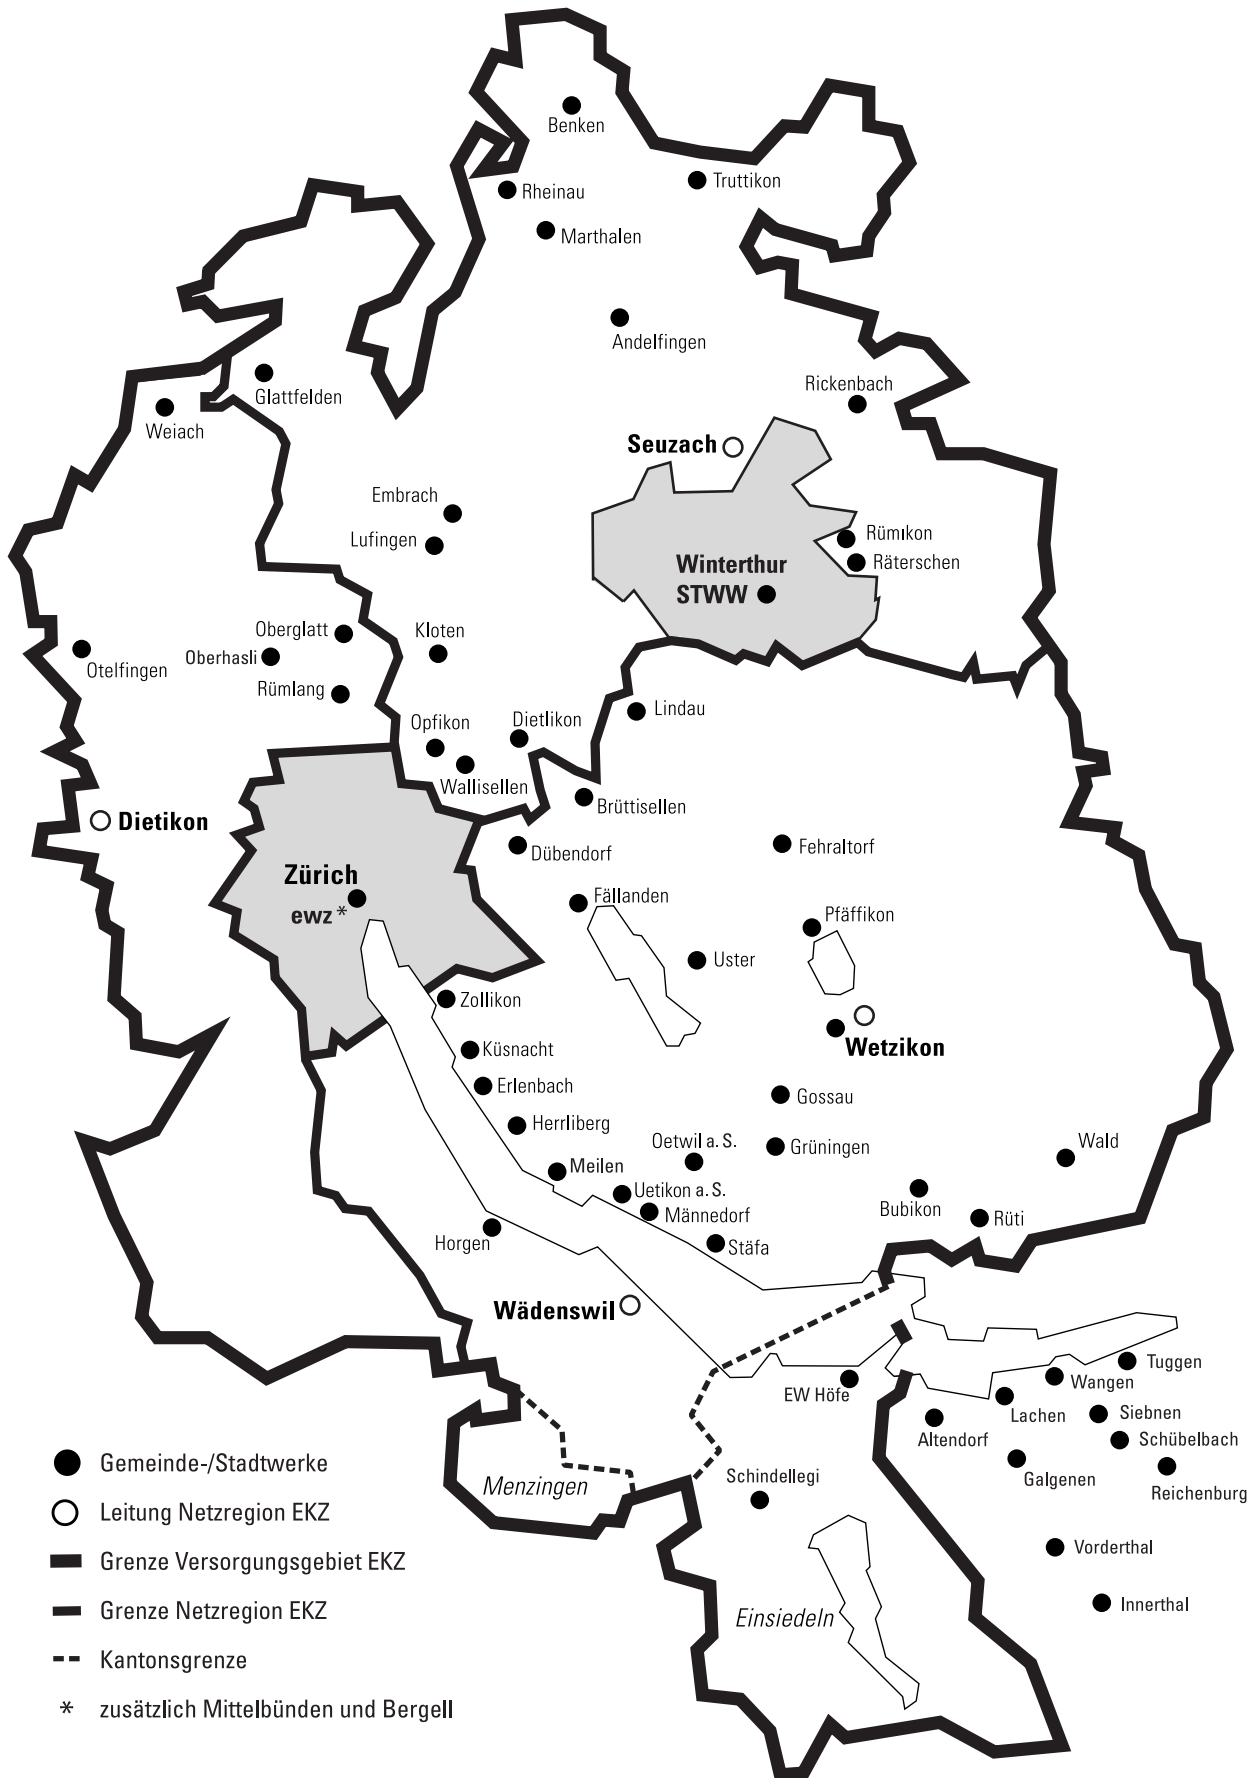 Benken
Rheinau
Truttikon
Marthalen
Andelfingen
Glattfelden
Weiach
Rickenbach
Seuzach
Embrach
Lufingen
Rümikon
Räterschen
Winterthur
STWW
Oberglatt
Kloten
Oberhasli
Otelfingen
Rümlang
Lindau
Opfikon
Dietlikon
Wallisellen
Brüttisellen
Dietikon
Dübendorf
Fehraltorf
Zürich
ewz *
Fällanden
Pfäffikon
Uster
Zollikon
Wetzikon
Küsnacht
Erlenbach
Gossau
Herrliberg
Oetwil a. S.
Grüningen
Wald
Meilen
Uetikon a. S.
Männedorf
Bubikon
Rüti
Horgen
Stäfa
Wädenswil
Tuggen
Wangen
EW Höfe
Lachen
Siebnen
Altendorf
Schübelbach
Galgenen
Reichenburg
Menzingen
Schindellegi
Vorderthal
Innerthal
Einsiedeln
Gemeinde-/Stadtwerke
Leitung Netzregion EKZ
Grenze Versorgungsgebiet EKZ
Grenze Netzregion EKZ
Kantonsgrenze
* zusätzlich Mittelbünden und Bergell